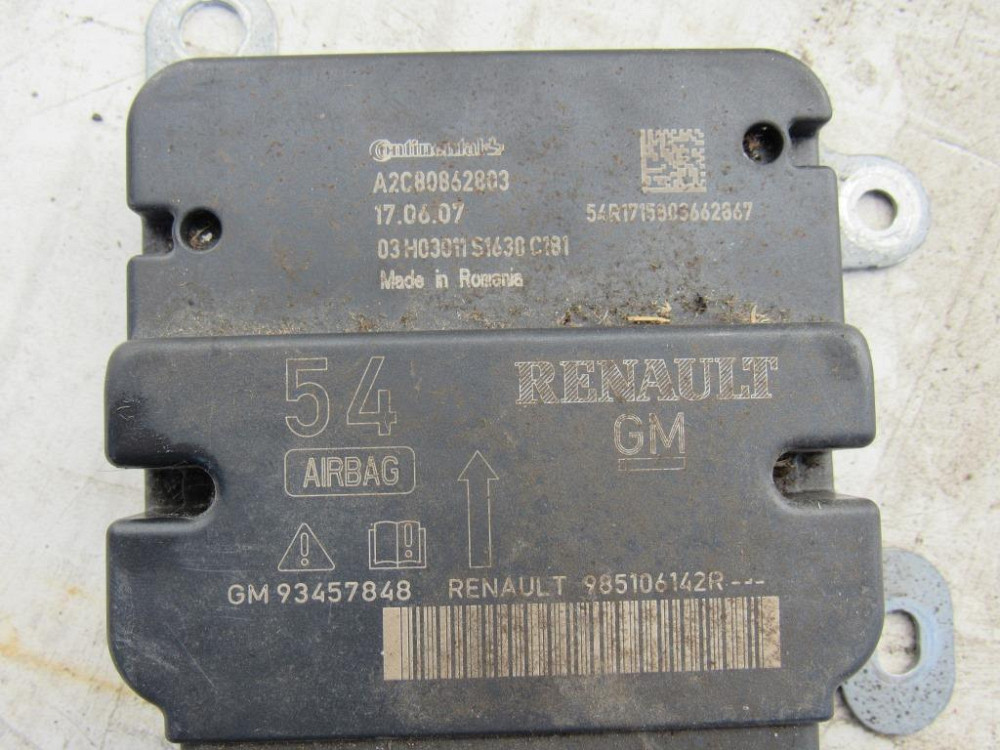 Continental
A2C80862803
17.06.07
54R1715803662867
03 H03011 S1630 C181
Made in Romania
54
RENAULT
GM
AIRBAG
GM 93457848 RENAULT 985106142R---